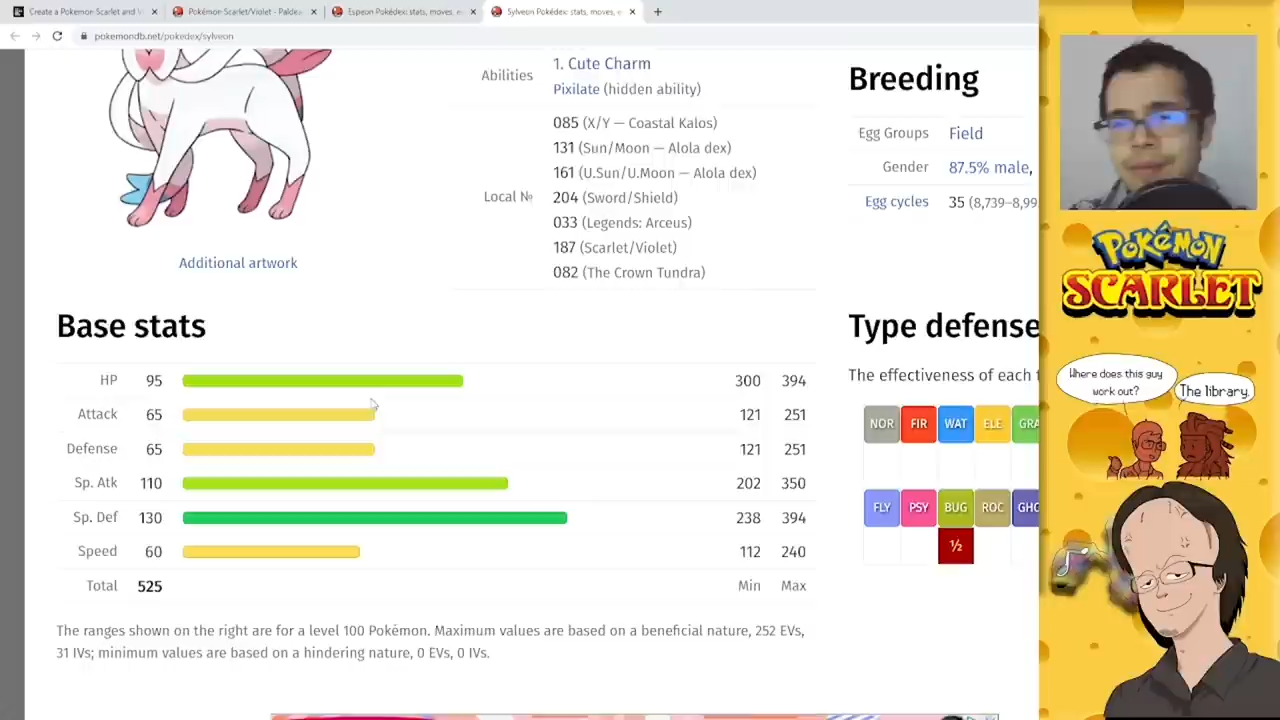 Create a Pokemon Scarlet and Vi
Pokémon Scarlet/Violet - Paldea
Espeon Pokédex: stats, moves, e
Sylveon Pokédex: stats, moves, e
pokemondb.net/pokedex/sylveon
Abilities
1. Cute Charm
Pixilate (hidden ability)
Local №
085 (X/Y — Coastal Kalos)
131 (Sun/Moon — Alola dex)
161 (U.Sun/U.Moon — Alola dex)
204 (Sword/Shield)
033 (Legends: Arceus)
187 (Scarlet/Violet)
082 (The Crown Tundra)
Additional artwork
Breeding
Egg Groups Field
Gender 87.5% male,
Egg cycles 35 (8,739–8,99
Base stats
HP 95 300 394
Attack 65 121 251
Defense 65 121 251
Sp. Atk 110 202 350
Sp. Def 130 238 394
Speed 60 112 240
Total 525 Min Max
The ranges shown on the right are for a level 100 Pokémon. Maximum values are based on a beneficial nature, 252 EVs,
31 IVs; minimum values are based on a hindering nature, 0 EVs, 0 IVs.
Type defense
The effectiveness of each t
NOR FIR WAT ELE GRA
FLY PSY BUG ROC GHO
½
POKéMON
SCARLET
Where does this guy
work out?
The library.